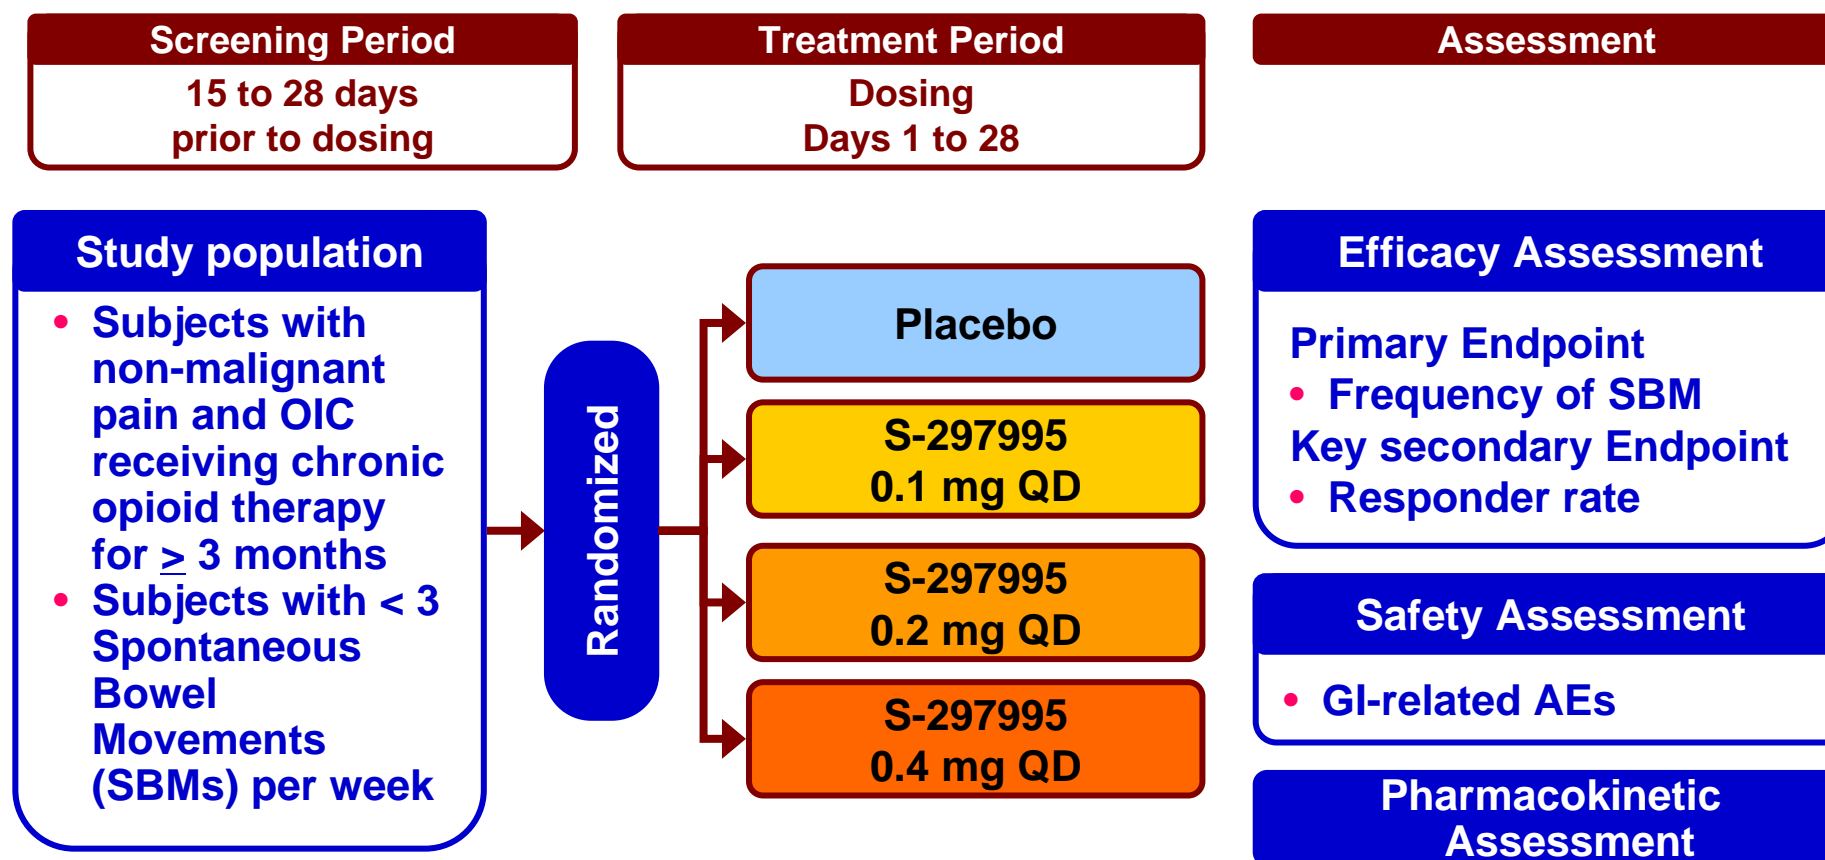 Screening Period
15 to 28 days
prior to dosing
Treatment Period
Dosing
Days 1 to 28
Assessment
Study population
• Subjects with
non-malignant
pain and OIC
receiving chronic
opioid therapy
for ≥ 3 months
• Subjects with < 3
Spontaneous
Bowel
Movements
(SBMs) per week
Randomized
Placebo
S-297995
0.1 mg QD
S-297995
0.2 mg QD
S-297995
0.4 mg QD
Efficacy Assessment
Primary Endpoint
• Frequency of SBM
Key secondary Endpoint
• Responder rate
Safety Assessment
• GI-related AEs
Pharmacokinetic
Assessment